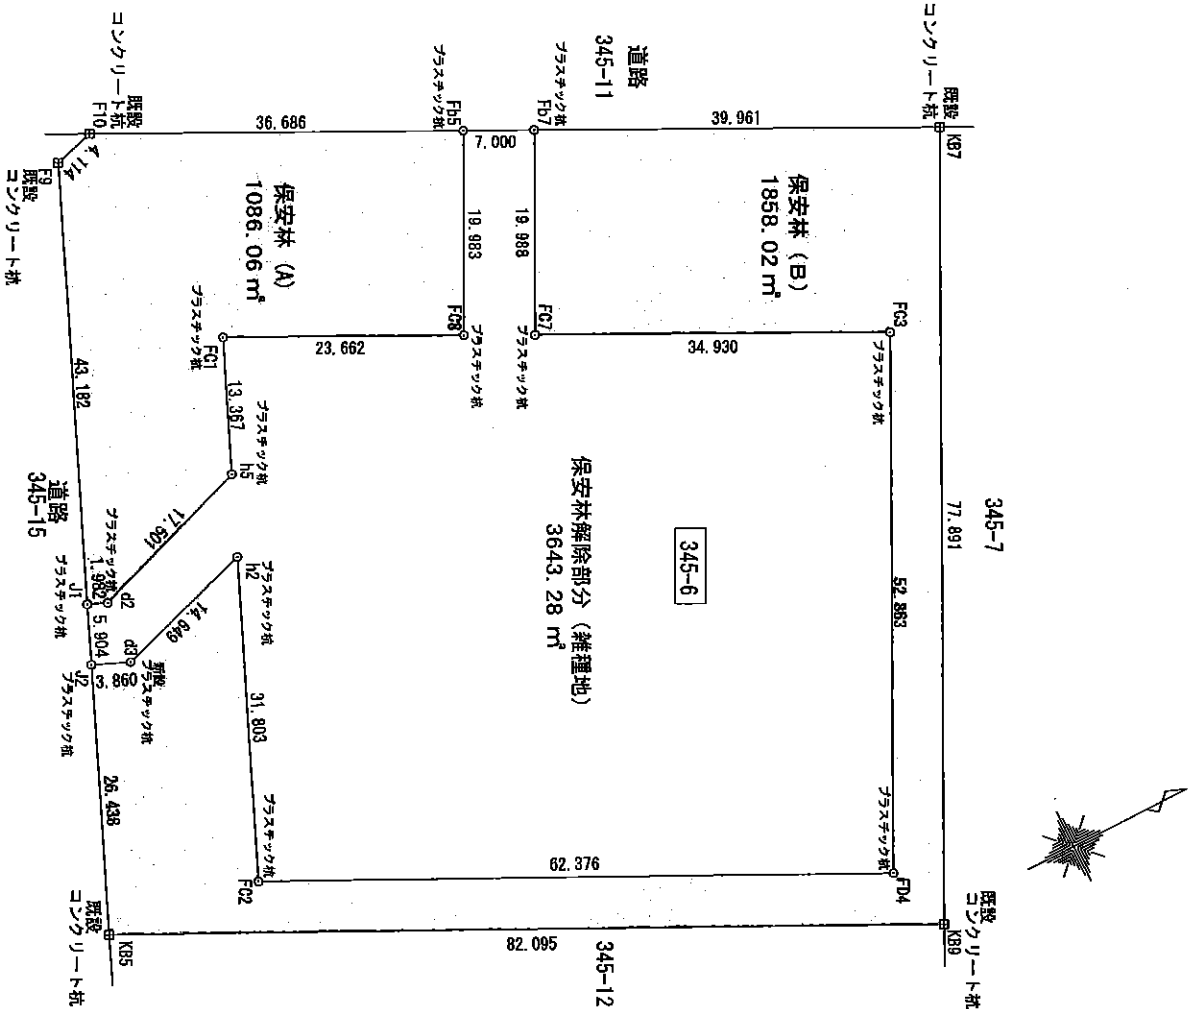 コンクリート杭
既設
KB7
345-7
77.891
既設
コンクリート杭
KB9
39.961
道路
345-11
プラスチック杭
Fb7
7.000
プラスチック杭
Fb5
36.686
コンクリート杭
既設
F10
4.114
F9
既設
コンクリート杭
保安林 (B)
1858.02㎡
FC3
プラスチック杭
34.930
19.988
FC7
プラスチック杭
19.983
FC8
プラスチック杭
保安林 (A)
1086.06㎡
23.662
プラスチック杭
FC1
13.367
プラスチック杭
h5
17.601
52.863
345-6
保安林解除部分 (雑種地)
3643.28㎡
プラスチック杭
FD4
62.376
345-12
82.095
43.182
道路
345-15
プラスチック杭
d2
1.982
J1
プラスチック杭
5.904
h2
プラスチック杭
14.649
d3
新設
プラスチック杭
3.860
J2
プラスチック杭
31.803
プラスチック杭
FC2
26.438
KB5
既設
コンクリート杭